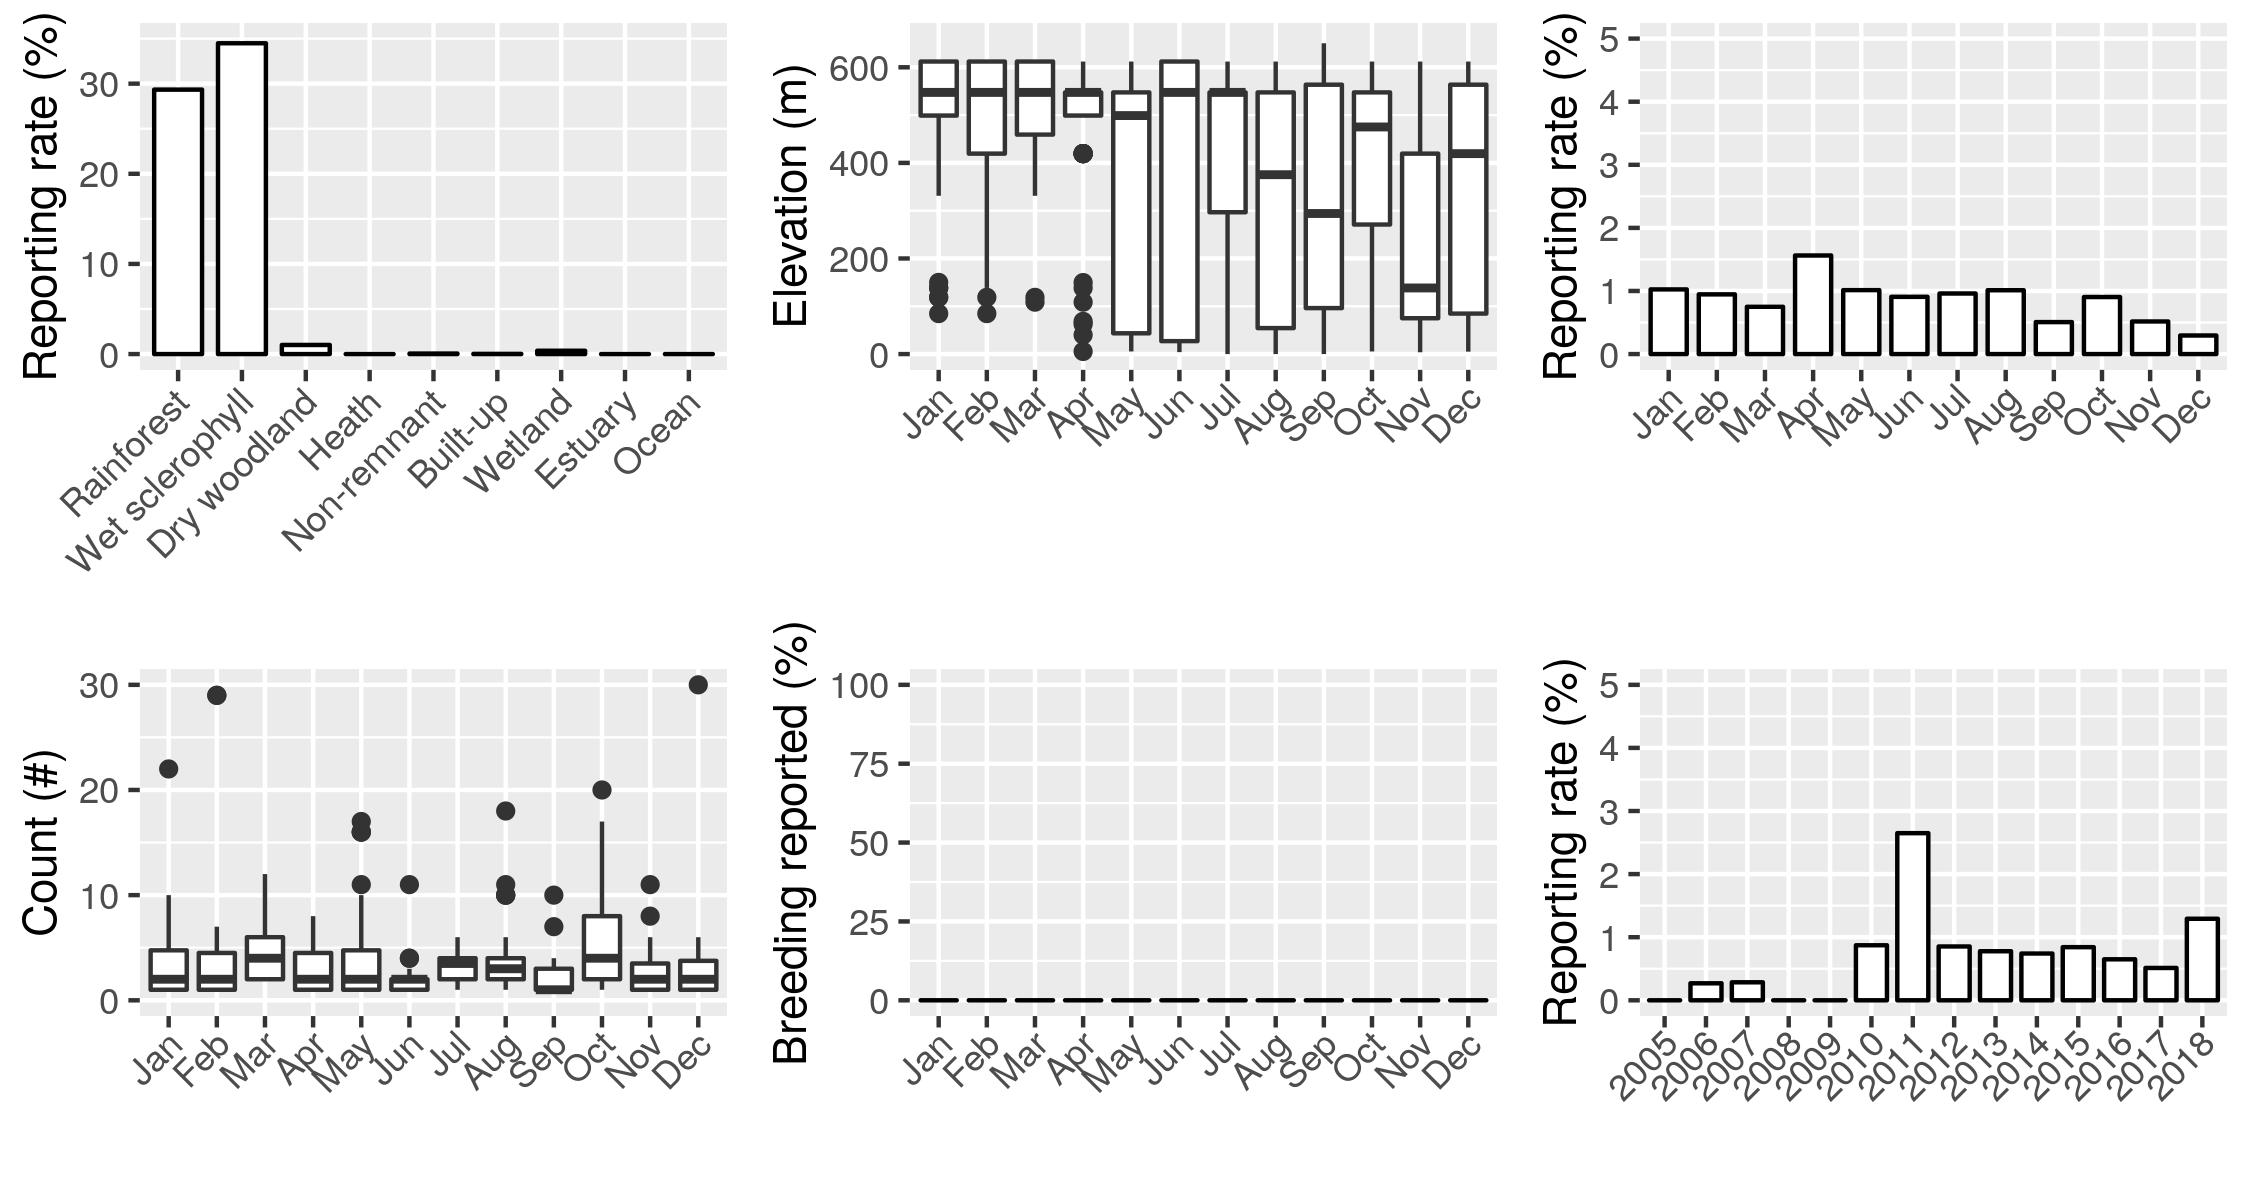 Reporting rate (%)
30
20
10
0
Rainforest
Wet sclerophyll
Dry woodland
Heath
Non-remnant
Built-up
Wetland
Estuary
Ocean
Elevation (m)
600
400
200
0
Jan
Feb
Mar
Apr
May
Jun
Jul
Aug
Sep
Oct
Nov
Dec
Reporting rate (%)
5
4
3
2
1
0
Jan
Feb
Mar
Apr
May
Jun
Jul
Aug
Sep
Oct
Nov
Dec
Count (#)
30
20
10
0
Jan
Feb
Mar
Apr
May
Jun
Jul
Aug
Sep
Oct
Nov
Dec
Breeding reported (%)
100
75
50
25
0
Jan
Feb
Mar
Apr
May
Jun
Jul
Aug
Sep
Oct
Nov
Dec
Reporting rate (%)
5
4
3
2
1
0
2005
2006
2007
2008
2009
2010
2011
2012
2013
2014
2015
2016
2017
2018